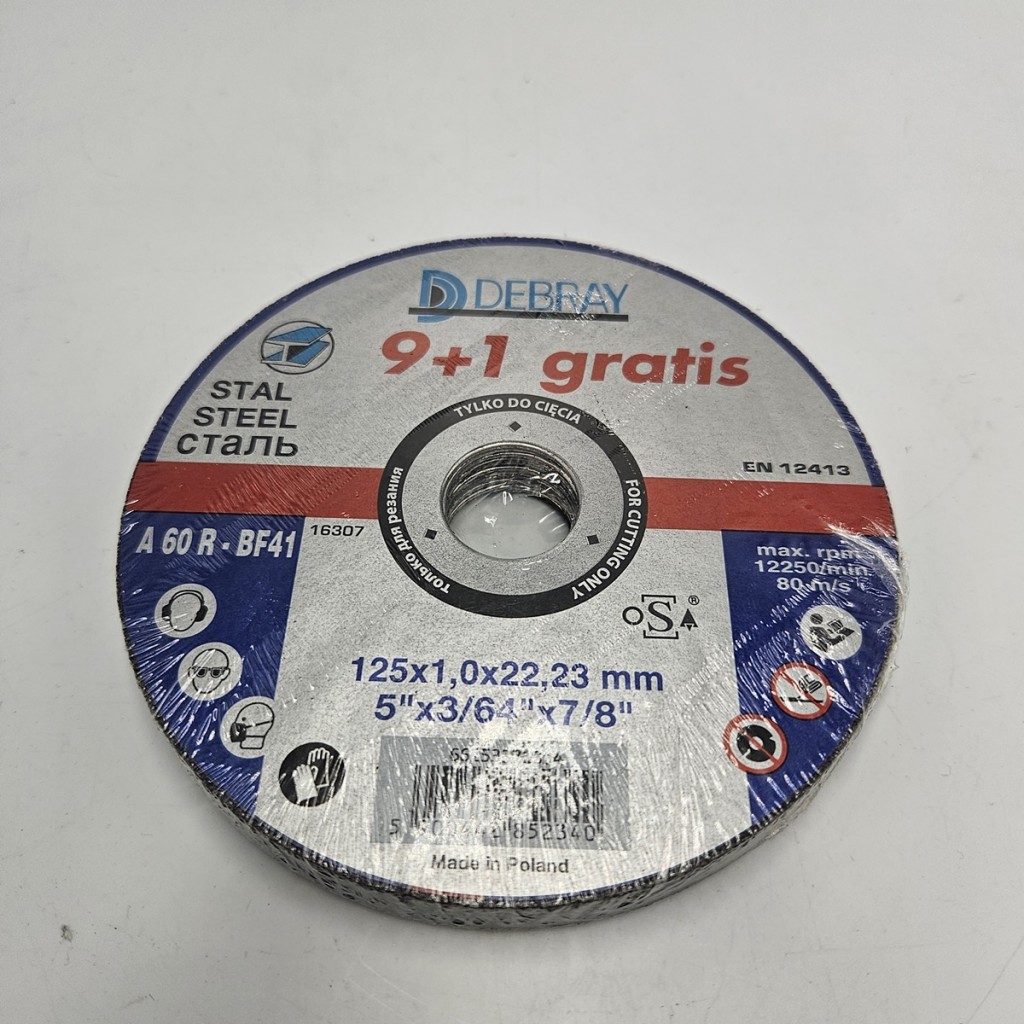 DEBRAY
9+1 gratis
STAL
STEEL
сталь
TYLKO DO CIĘCIA
FOR CUTTING ONLY
только для резания
EN 12413
A 60 R - BF41
16307
max. rpm
12250/min
80 m/s
oSa®
125x1,0x22,23 mm
5"x3/64"x7/8"
852340
Made in Poland